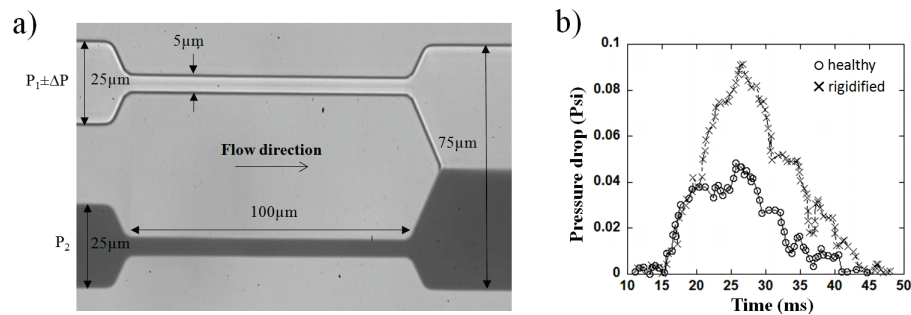 a)
5μm
P₁±ΔP
25μm
75μm
Flow direction
100μm
P₂
25μm
b)
0.1
0.08
0.06
0.04
0.02
0
Pressure drop (Psi)
healthy
rigidified
10 15 20 25 30 35 40 45 50
Time (ms)